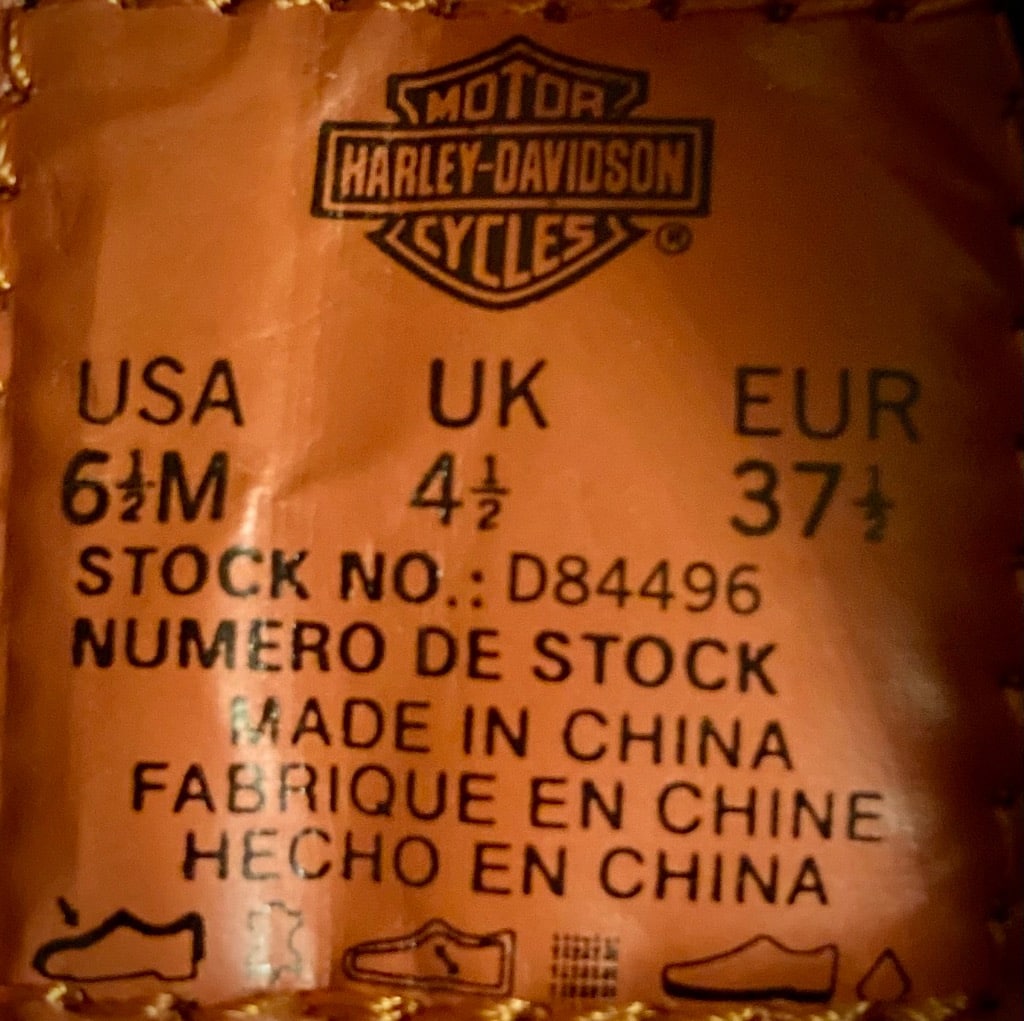 MOTOR
HARLEY-DAVIDSON
CYCLES ®
USA UK EUR
6½M 4½ 37½
STOCK NO.: D84496
NUMERO DE STOCK
MADE IN CHINA
FABRIQUE EN CHINE
HECHO EN CHINA